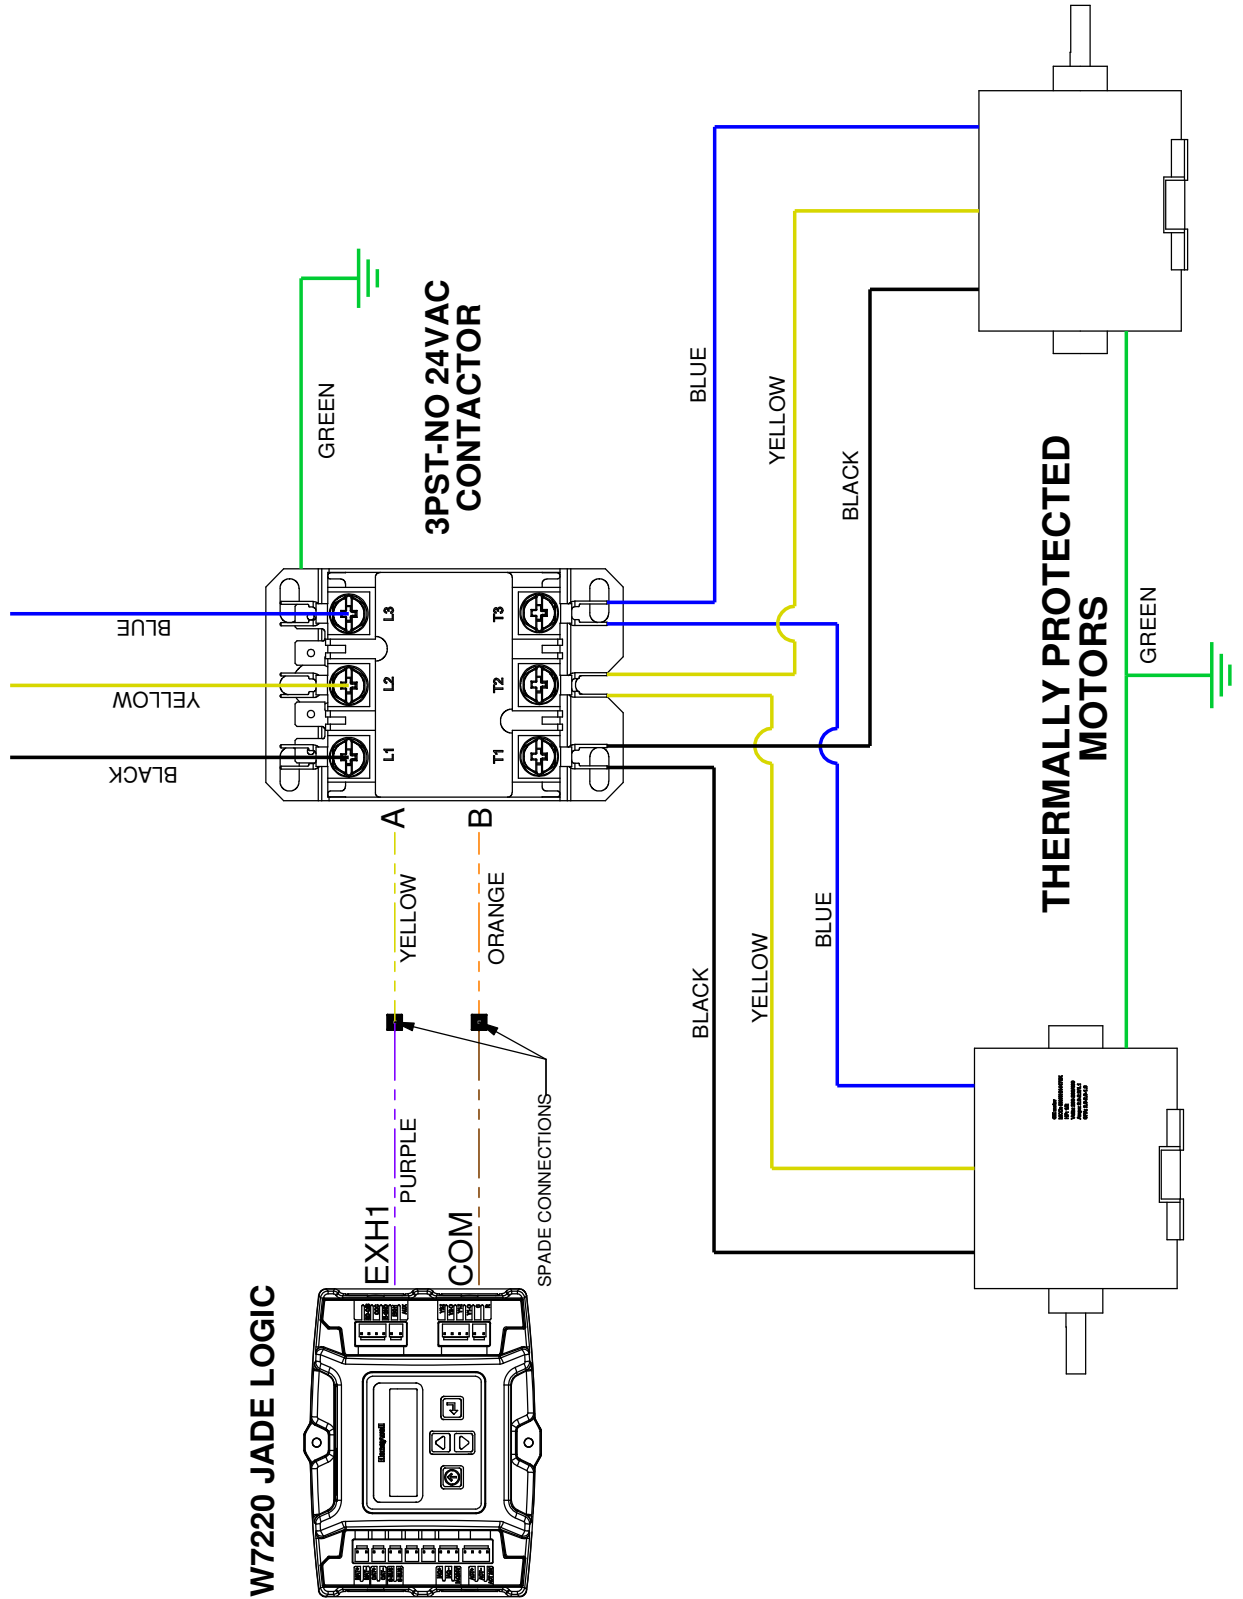 W7220 JADE LOGIC
Honeywell
EXH1
COM
PURPLE
SPADE CONNECTIONS
YELLOW
ORANGE
A
B
BLACK
YELLOW
BLUE
L1
L2
L3
T1
T2
T3
GREEN
3PST-NO 24VAC
CONTACTOR
BLACK
YELLOW
BLUE
BLUE
YELLOW
BLACK
THERMALLY PROTECTED
MOTORS
GREEN